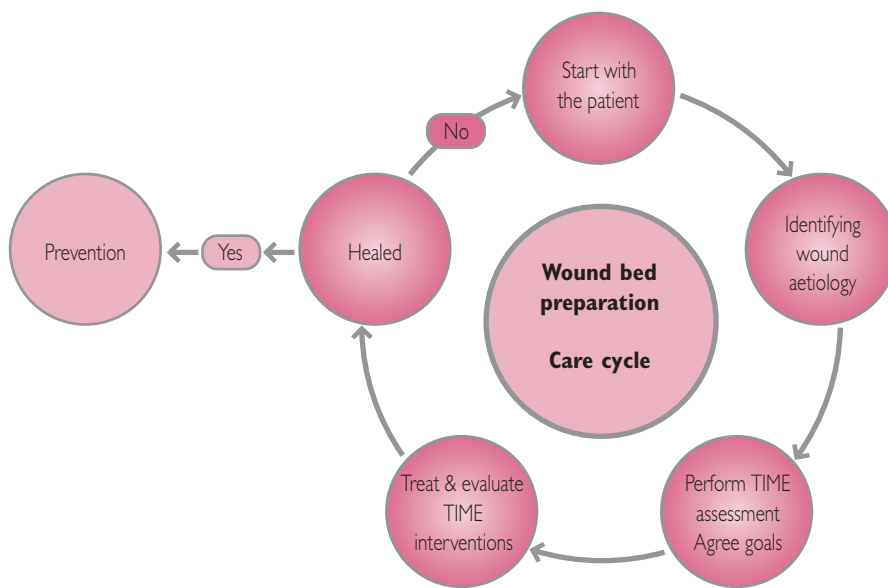 Start with
the patient
No
Identifying
wound
aetiology
Prevention
Yes
Healed
Wound bed
preparation
Care cycle
Treat & evaluate
TIME
interventions
Perform TIME
assessment
Agree goals